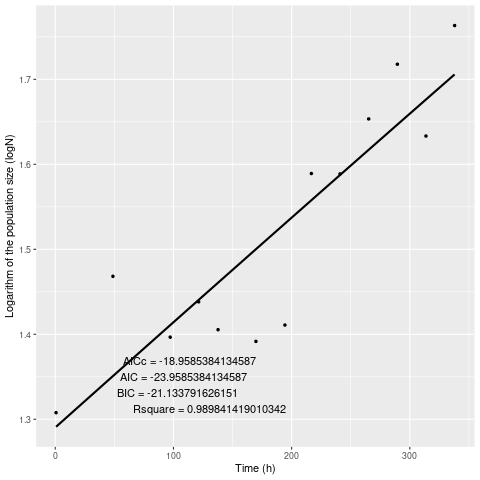 Logarithm of the population size (logN)
1.7
1.6
1.5
1.4
1.3
AICc = -18.9585384134587
AIC = -23.9585384134587
BIC = -21.133791626151
Rsquare = 0.989841419010342
0 100 200 300
Time (h)